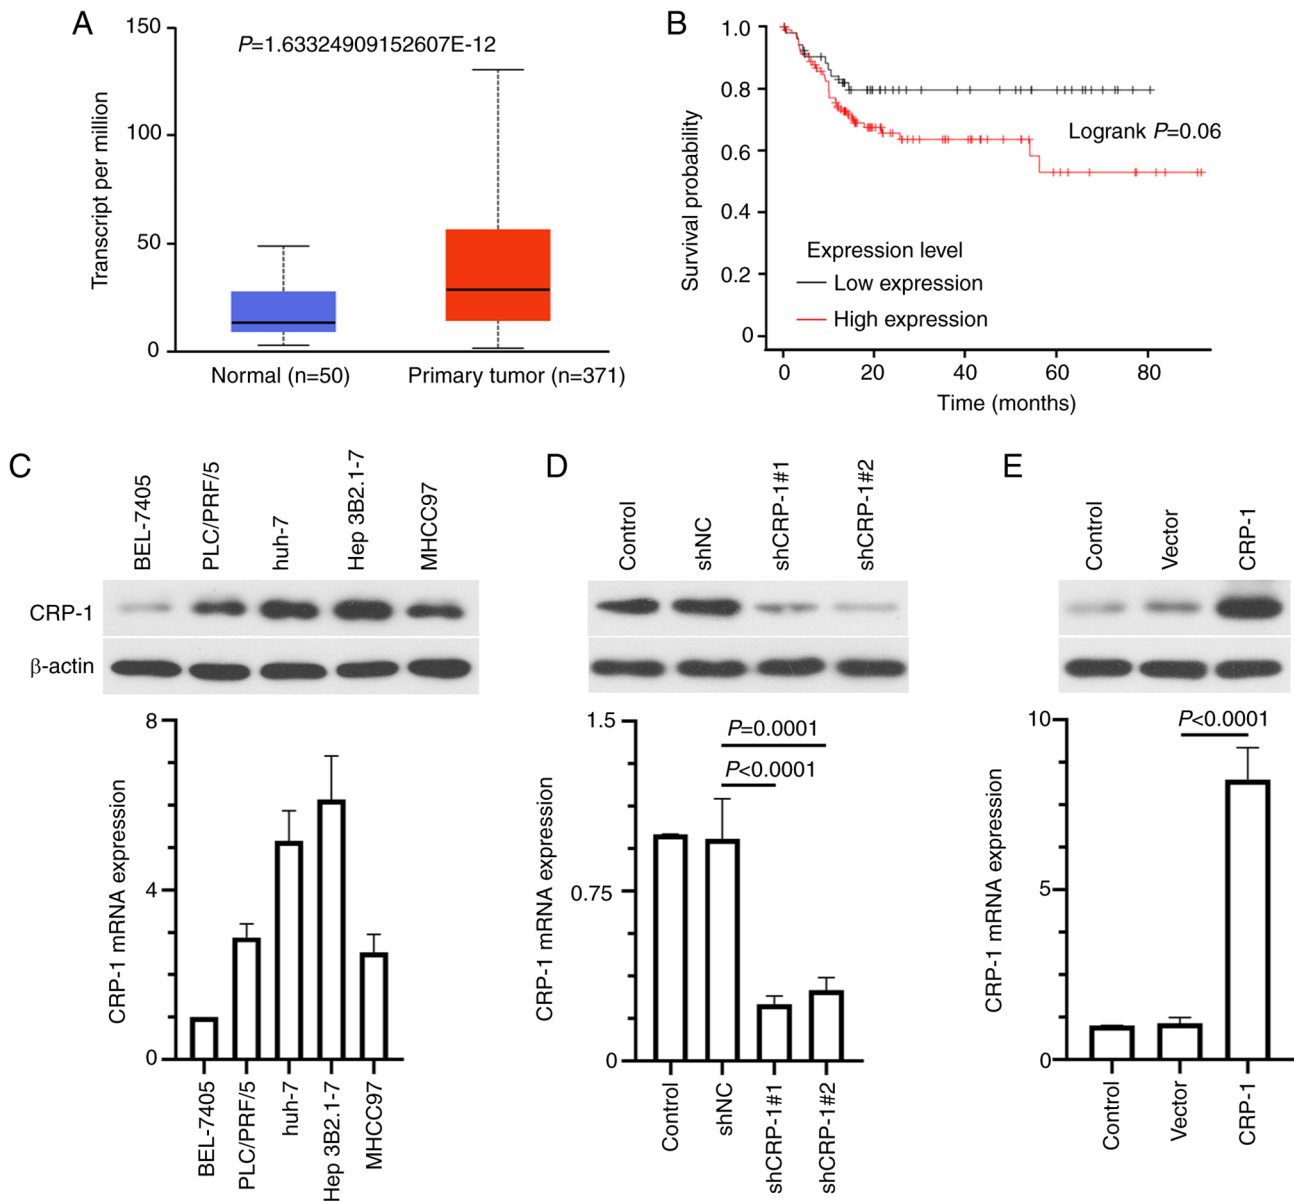 A
P=1.63324909152607E-12
Transcript per million
150
100
50
0
Normal (n=50)
Primary tumor (n=371)
B
Survival probability
1.0
0.8
0.6
0.4
0.2
0
Logrank P=0.06
Expression level
Low expression
High expression
0
20
40
60
80
Time (months)
C
BEL-7405
PLC/PRF/5
huh-7
Hep 3B2.1-7
MHCC97
CRP-1
β-actin
CRP-1 mRNA expression
8
4
0
BEL-7405
PLC/PRF/5
huh-7
Hep 3B2.1-7
MHCC97
D
Control
shNC
shCRP-1#1
shCRP-1#2
CRP-1 mRNA expression
1.5
0.75
0
P=0.0001
P<0.0001
Control
shNC
shCRP-1#1
shCRP-1#2
E
Control
Vector
CRP-1
CRP-1 mRNA expression
10
5
0
P<0.0001
Control
Vector
CRP-1